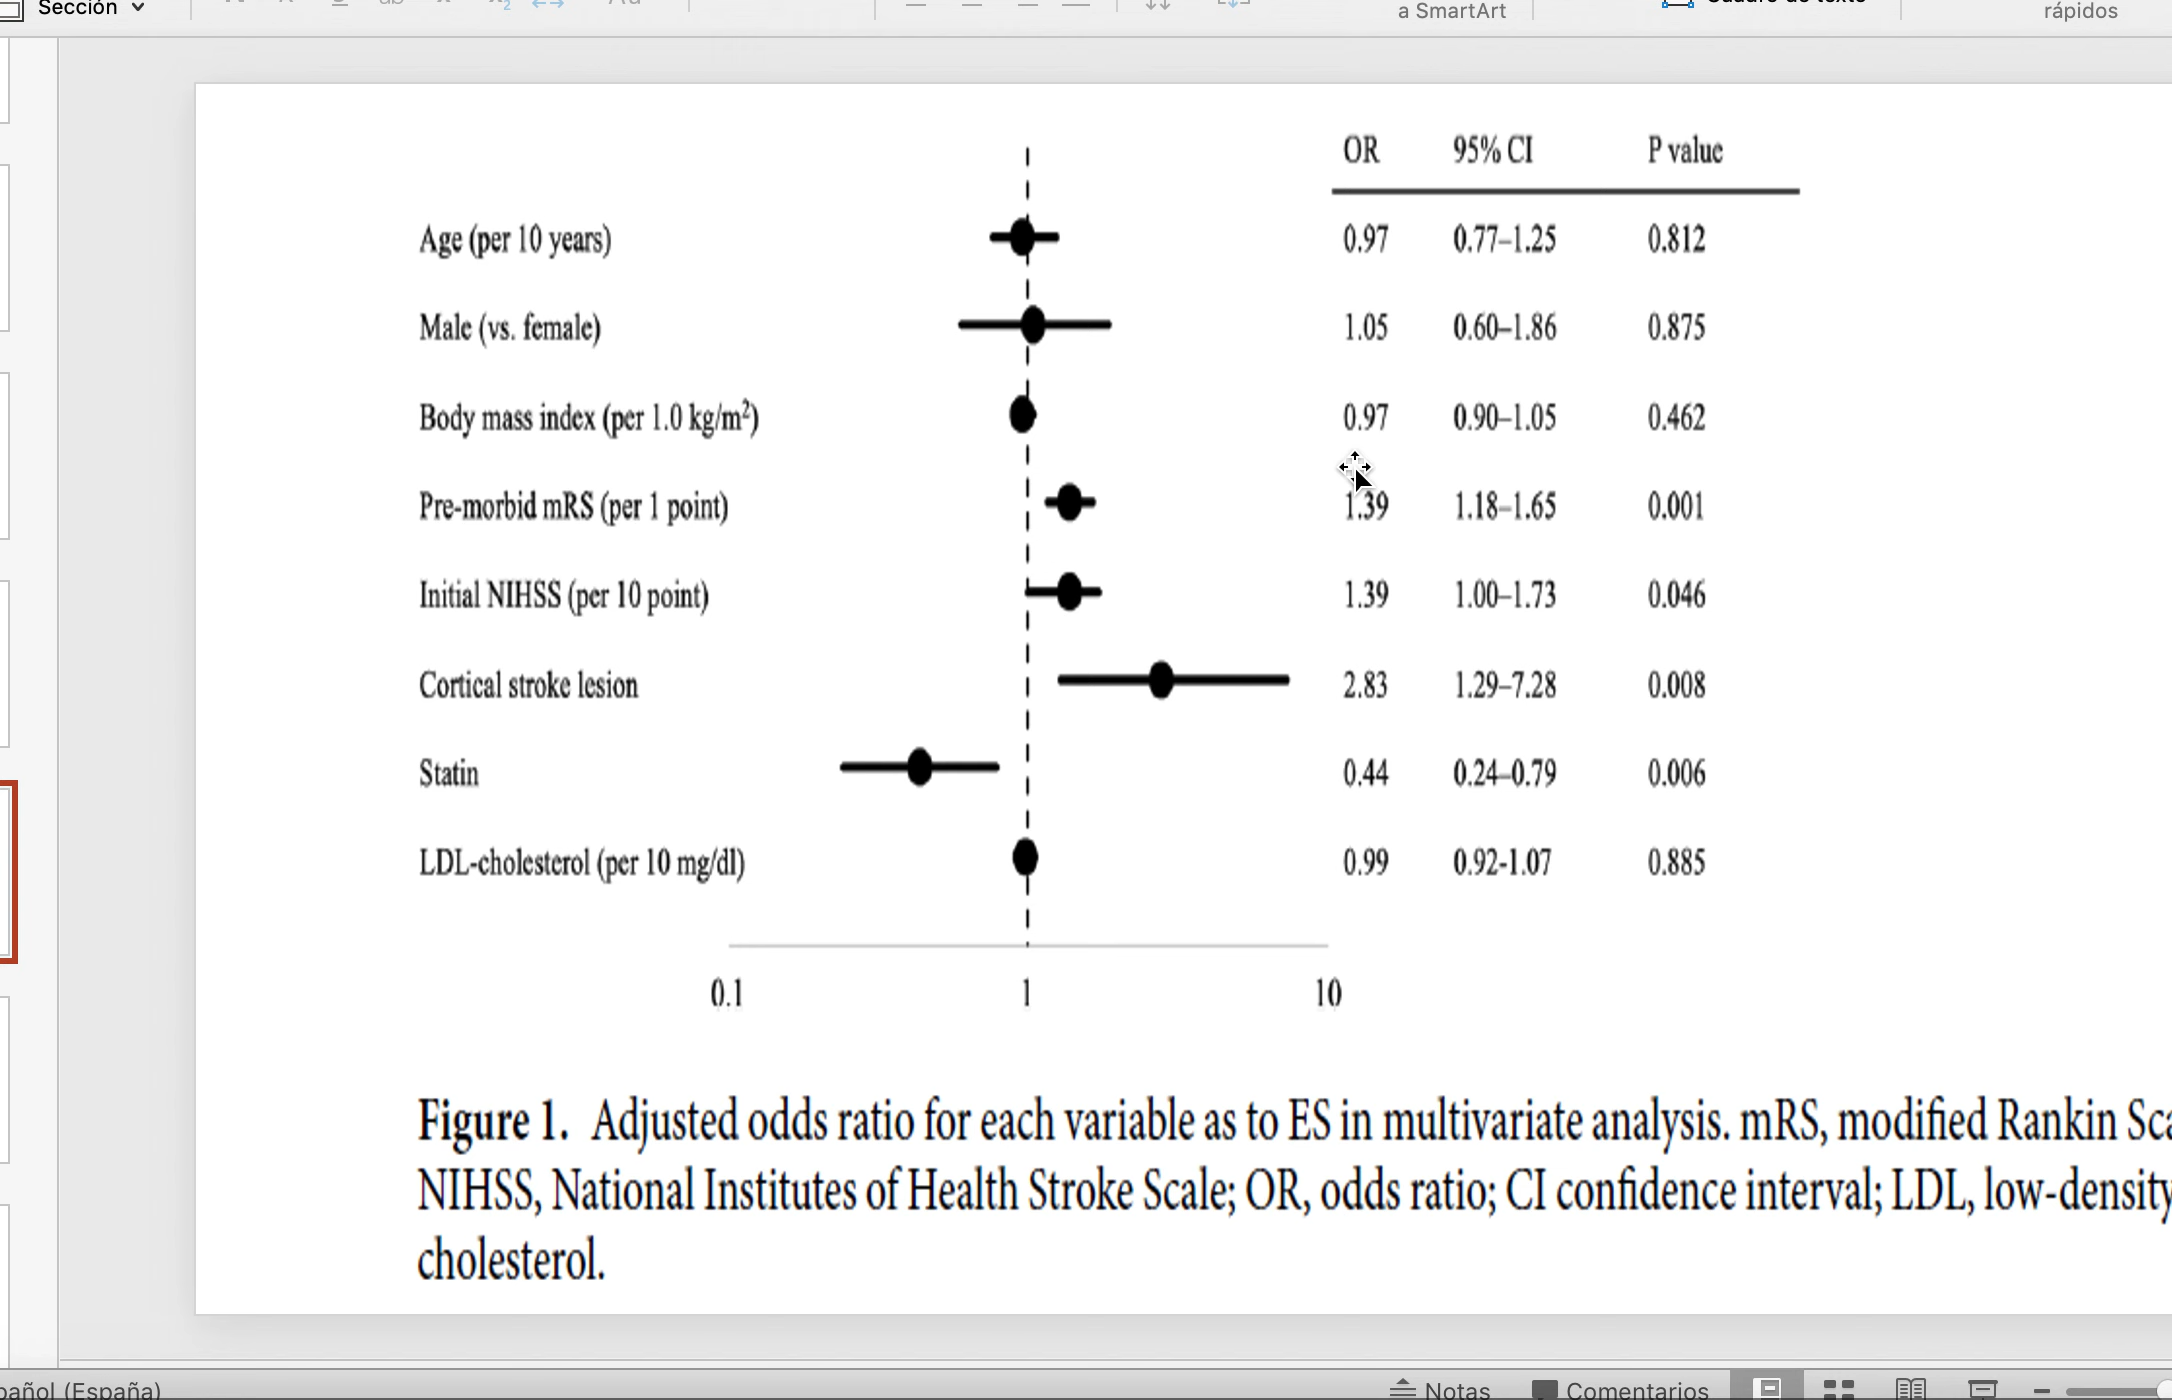 Sección
a SmartArt
rápidos
OR 95% CI P value
Age (per 10 years) 0.97 0.77–1.25 0.812
Male (vs. female) 1.05 0.60–1.86 0.875
Body mass index (per 1.0 kg/m²) 0.97 0.90–1.05 0.462
Pre-morbid mRS (per 1 point) 1.39 1.18–1.65 0.001
Initial NIHSS (per 10 point) 1.39 1.00–1.73 0.046
Cortical stroke lesion 2.83 1.29–7.28 0.008
Statin 0.44 0.24–0.79 0.006
LDL-cholesterol (per 10 mg/dl) 0.99 0.92-1.07 0.885
0.1 1 10
Figure 1. Adjusted odds ratio for each variable as to ES in multivariate analysis. mRS, modified Rankin Sca
NIHSS, National Institutes of Health Stroke Scale; OR, odds ratio; CI confidence interval; LDL, low-density
cholesterol.
pañol (España) Notas Comentarios